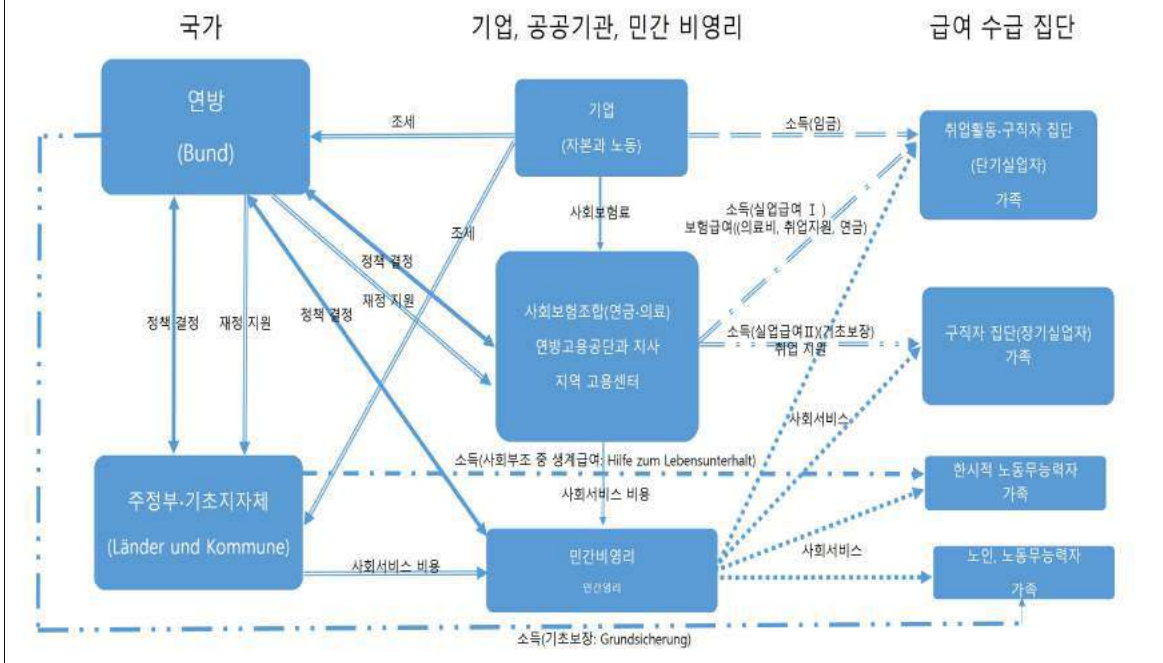 국가
기업, 공공기관, 민간 비영리
급여 수급 집단
연방
(Bund)
조세
기업
(자본과 노동)
소득(임금)
취업활동·구직자 집단
(단기실업자)
가족
사회보험료
조세
소득(실업급여 Ⅰ)
보험급여((의료비, 취업지원, 연금)
정책 결정
재정 지원
정책 결정
재정 지원
정책 결정
사회보험조합(연금·의료)
연방고용공단과 지사
지역 고용센터
소득(실업급여Ⅱ)(기초보장)
취업 지원
구직자 집단(장기실업자)
가족
사회서비스
소득(사회부조 중 생계급여: Hilfe zum Lebensunterhalt)
한시적 노동무능력자
가족
주정부·기초지자체
(Länder und Kommune)
사회서비스 비용
사회서비스 비용
민간비영리
민간영리
사회서비스
노인, 노동무능력자
가족
소득(기초보장: Grundsicherung)